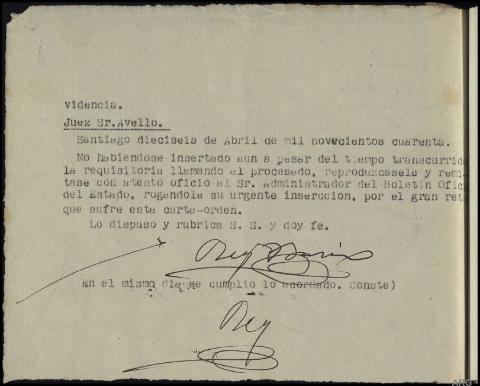 videncia.
Juez Sr.Avello.
Santiago dieciseis de Abril de mil novecientos cuarenta.
No habiendose insertado aun a pesar del tiempo transcurrido
la requisitoria llamando al procesado, reproduzcasele y remi-
tase con atento oficio al Sr. Administrador del Boletin Ofic
del Estado, rogandole su urgente inserccion, por el gran ret
que sufre esta carta-orden.
Lo dispuso y rubrica S. S. y doy fe.
En el mismo dia se cumplio lo acordado. Conste)
Rey